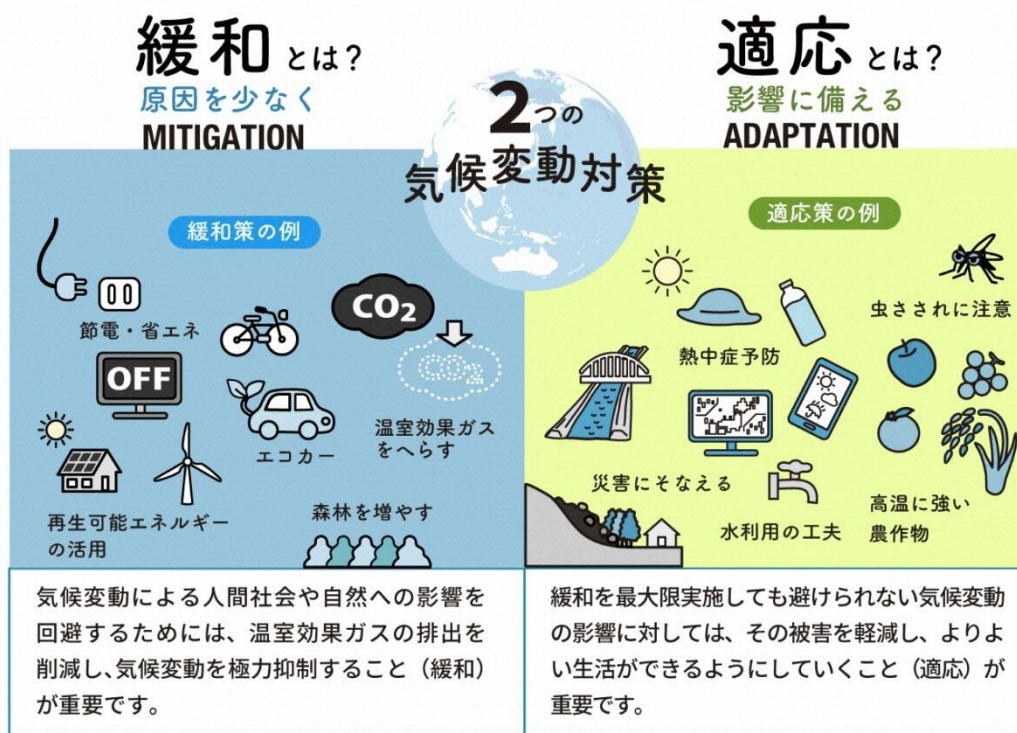 緩和とは？
原因を少なく
MITIGATION
2つの
気候変動対策
適応とは？
影響に備える
ADAPTATION
緩和策の例
節電・省エネ
OFF
CO2
CO2
エコカー
温室効果ガス
をへらす
再生可能エネルギー
の活用
森林を増やす
適応策の例
虫さされに注意
熱中症予防
災害にそなえる
水利用の工夫
高温に強い
農作物
気候変動による人間社会や自然への影響を
回避するためには、温室効果ガスの排出を
削減し、気候変動を極力抑制すること（緩和）
が重要です。
緩和を最大限実施しても避けられない気候変動
の影響に対しては、その被害を軽減し、よりよ
い生活ができるようにしていくこと（適応）が
重要です。